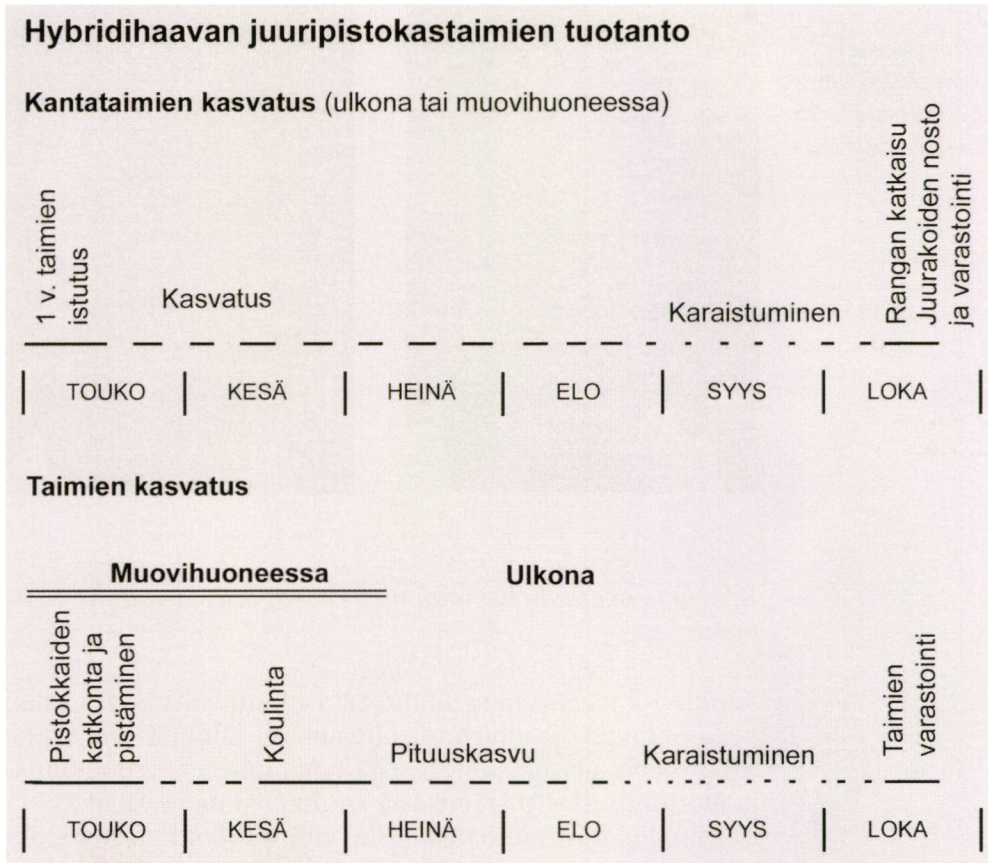 Hybridihaavan juuripistokastaimien tuotanto
Kantataimien kasvatus (ulkona tai muovihuoneessa)
1 v. taimien
istutus
Kasvatus
Karaistuminen
Rangan katkaisu
Juurakoiden nosto
ja varastointi
TOUKO KESÄ HEINÄ ELO SYYS LOKA
Taimien kasvatus
Muovihuoneessa
Ulkona
Pistokkaiden
katkonta ja
pistäminen
Koulinta
Pituuskasvu
Karaistuminen
Taimien
varastointi
TOUKO KESÄ HEINÄ ELO SYYS LOKA